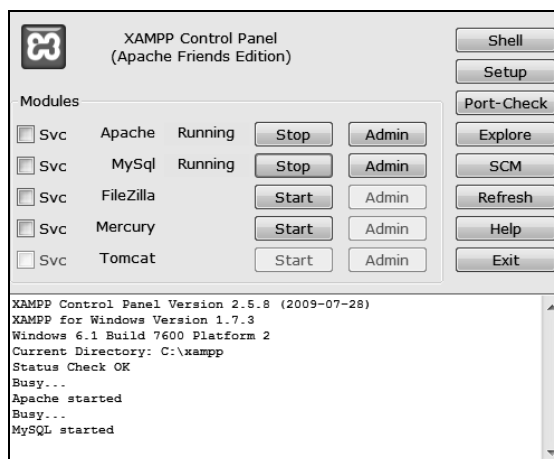 XAMPP Control Panel
(Apache Friends Edition)
Shell
Setup
Port-Check
Explore
SCM
Refresh
Help
Exit
Modules
Svc Apache Running Stop Admin
Svc MySql Running Stop Admin
Svc FileZilla Start Admin
Svc Mercury Start Admin
Svc Tomcat Start Admin
XAMPP Control Panel Version 2.5.8 (2009-07-28)
XAMPP for Windows Version 1.7.3
Windows 6.1 Build 7600 Platform 2
Current Directory: C:\xampp
Status Check OK
Busy...
Apache started
Busy...
MySQL started